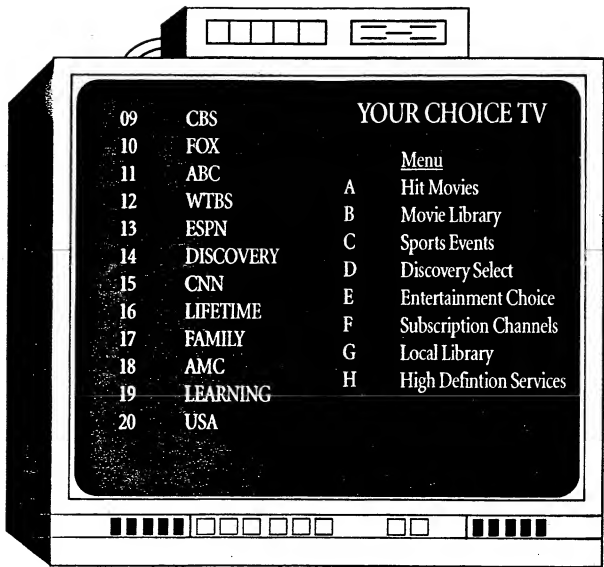 09 CBS
10 FOX
11 ABC
12 WTBS
13 ESPN
14 DISCOVERY
15 CNN
16 LIFETIME
17 FAMILY
18 AMC
19 LEARNING
20 USA
YOUR CHOICE TV
Menu
A Hit Movies
B Movie Library
C Sports Events
D Discovery Select
E Entertainment Choice
F Subscription Channels
G Local Library
H High Defintion Services